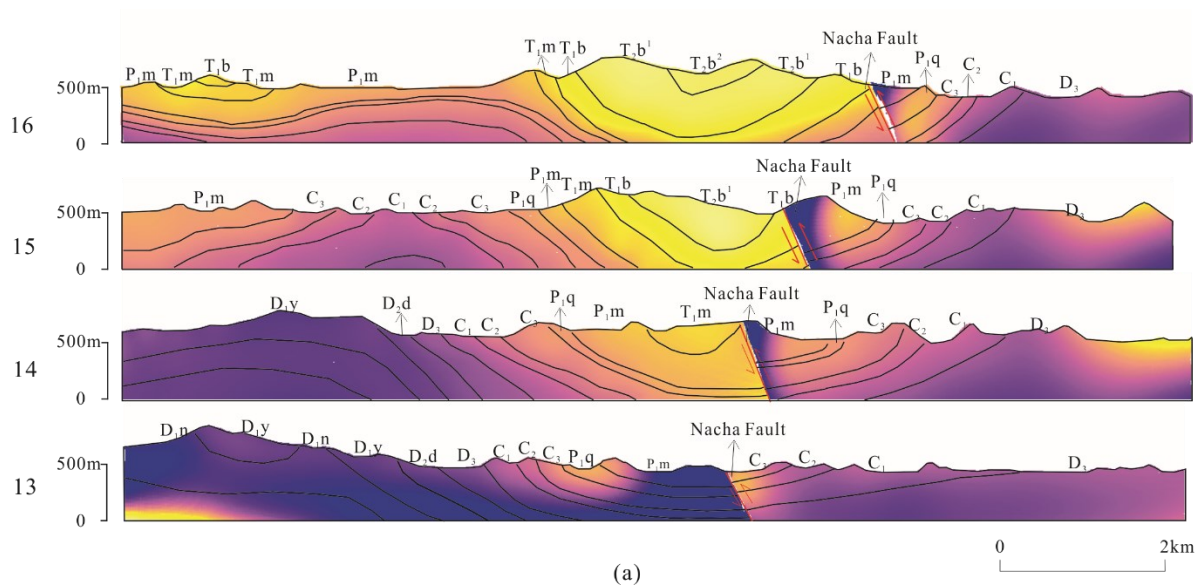 Nacha Fault
P₁m T₁m T₁b T₁m P₁m T₁m T₁b T₂b¹ T₂b² T₂b¹ T₁b P₁m P₁q C₃ C₂ C₁ D₃
500m
16
0
Nacha Fault
P₁m C₃ C₂ C₁ C₂ C₃ P₁q P₁m T₁m T₁b T₂b¹ T₁b P₁m P₁q C₃ C₂ C₁ D₃
500m
15
0
Nacha Fault
D₁y D₂d D₃ C₁ C₂ C₃ P₁q P₁m T₁m P₁m P₁q C₃ C₂ C₁ D₃
500m
14
0
Nacha Fault
D₁n D₁y D₁n D₁y D₂d D₃ C₁ C₂ C₃ P₁q P₁m C₃ C₂ C₁ D₃
500m
13
0
0 2km
(a)